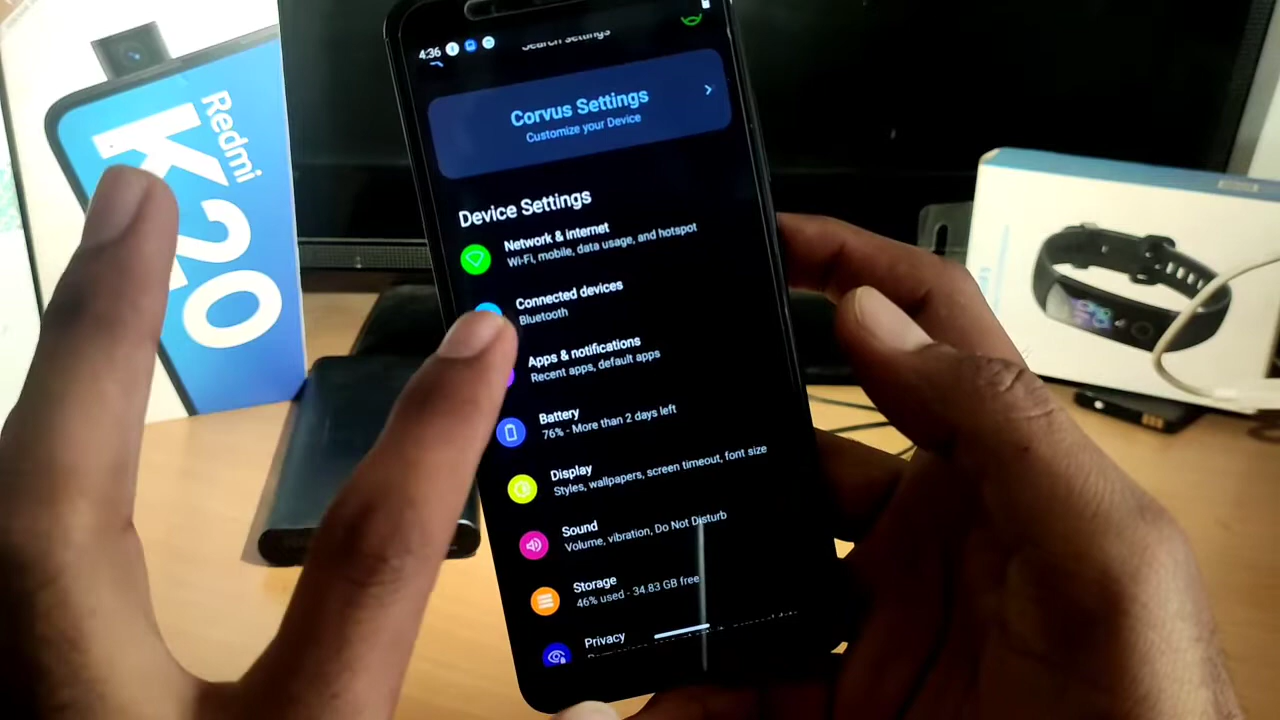 Redmi
K20
4:36
Search settings
Corvus Settings
Customize your Device
Device Settings
Network & internet
Wi-Fi, mobile, data usage, and hotspot
Connected devices
Bluetooth
Apps & notifications
Recent apps, default apps
Battery
76% - More than 2 days left
Display
Styles, wallpapers, screen timeout, font size
Sound
Volume, vibration, Do Not Disturb
Storage
46% used - 34.83 GB free
Privacy